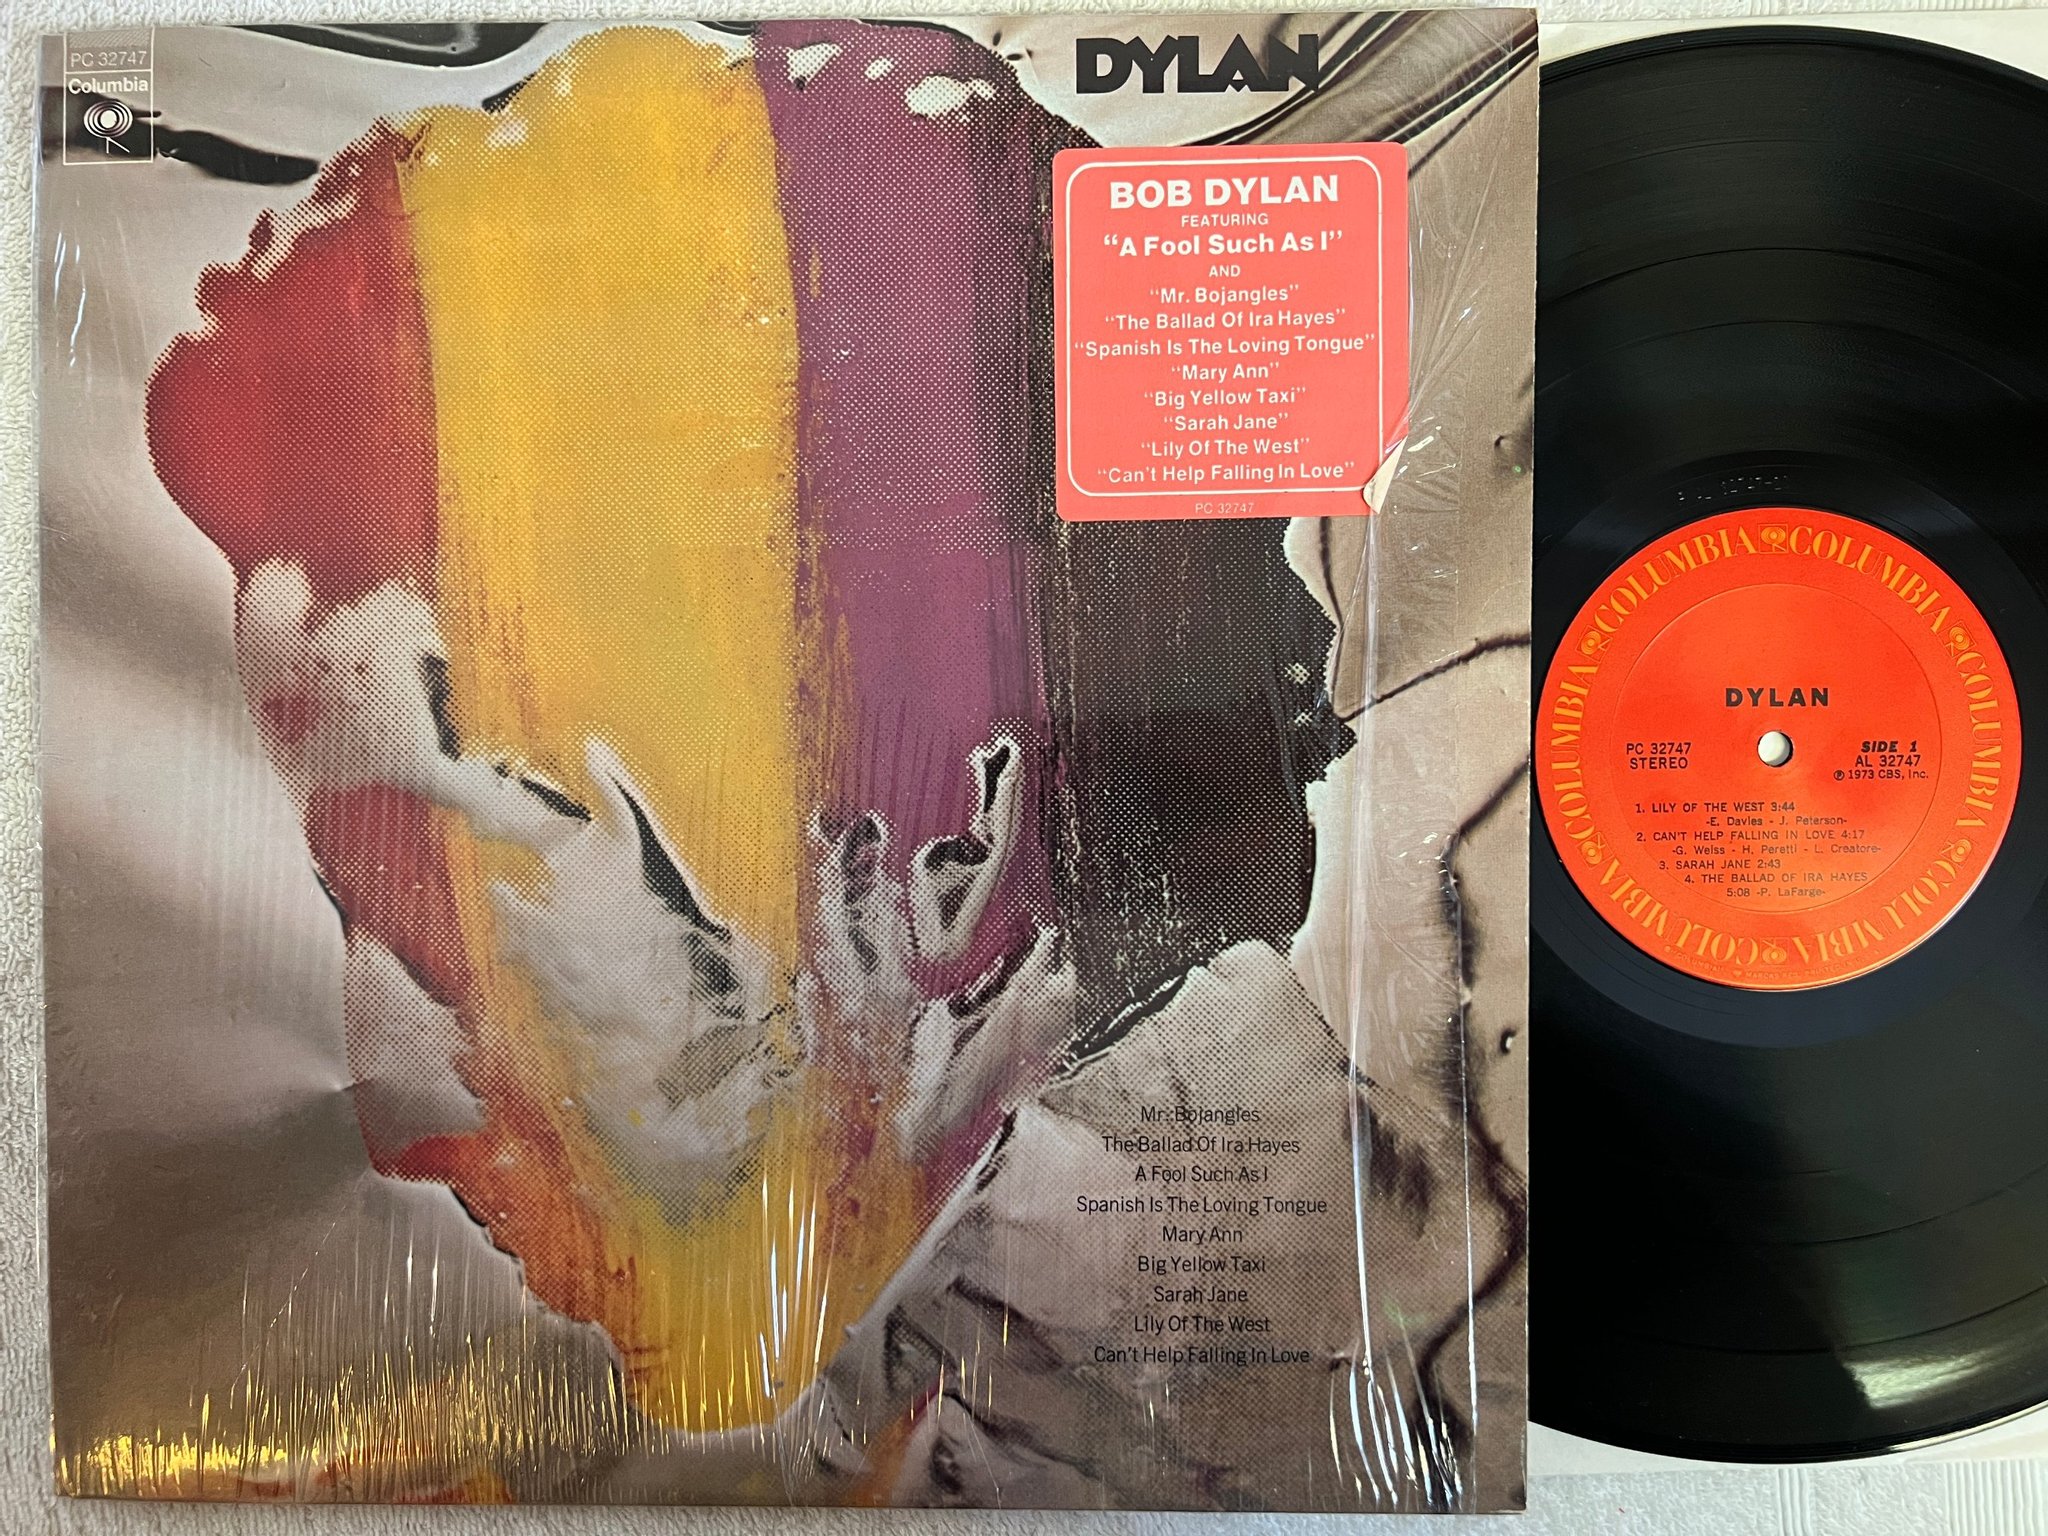 PC 32747
Columbia
DYLAN
BOB DYLAN
FEATURING
"A Fool Such As I"
AND
"Mr. Bojangles"
"The Ballad Of Ira Hayes"
"Spanish Is The Loving Tongue"
"Mary Ann"
"Big Yellow Taxi"
"Sarah Jane"
"Lily Of The West"
"Can't Help Falling In Love"
PC 32747
Mr. Bojangles
The Ballad Of Ira Hayes
A Fool Such As I
Spanish Is The Loving Tongue
Mary Ann
Big Yellow Taxi
Sarah Jane
Lily Of The West
Can't Help Falling In Love
COLUMBIA COLUMBIA COLUMBIA COLUMBIA COLUMBIA COLUMBIA
DYLAN
PC 32747
STEREO
SIDE 1
AL 32747
℗ 1973 CBS, Inc.
1. LILY OF THE WEST 3:44
-E. Davies - J. Peterson-
2. CAN'T HELP FALLING IN LOVE 4:17
-G. Weiss - H. Peretti - L. Creatore-
3. SARAH JANE 2:43
4. THE BALLAD OF IRA HAYES
5:08 -P. LaFarge-